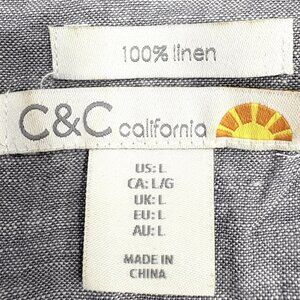 100% linen
C&C california
US: L
CA: L/G
UK: L
EU: L
AU: L
MADE IN
CHINA